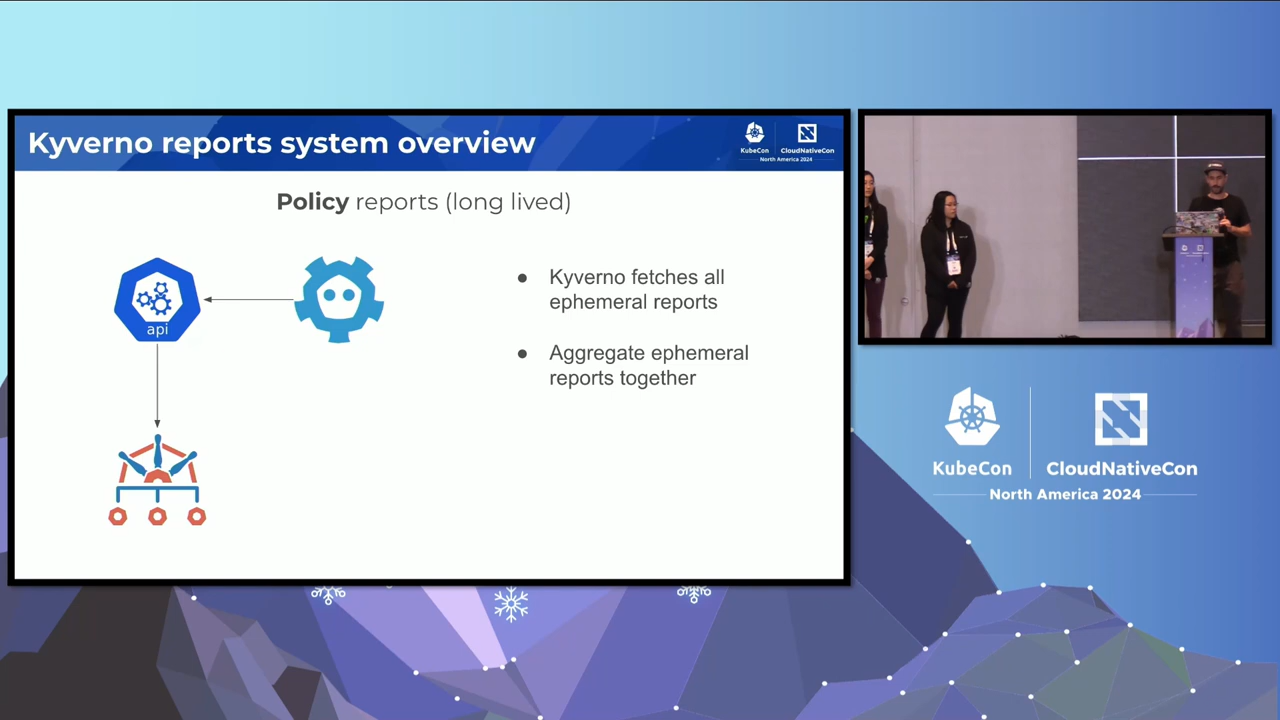 Kyverno reports system overview
KubeCon
CloudNativeCon
North America 2024
Policy reports (long lived)
api
● Kyverno fetches all
ephemeral reports
● Aggregate ephemeral
reports together
KubeCon
CloudNativeCon
North America 2024